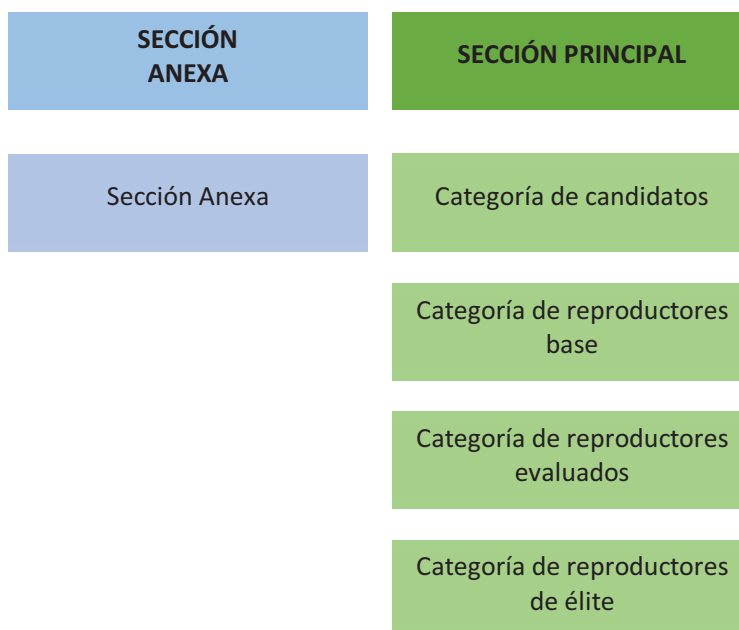 SECCIÓN
ANEXA
SECCIÓN PRINCIPAL
Sección Anexa
Categoría de candidatos
Categoría de reproductores
base
Categoría de reproductores
evaluados
Categoría de reproductores
de élite